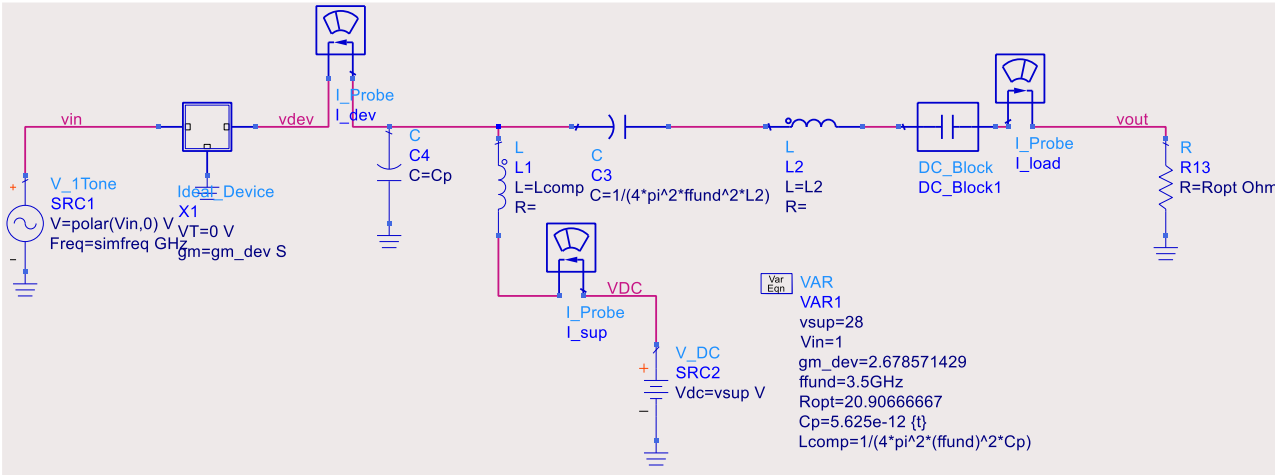 vin
V_1Tone
SRC1
V=polar(Vin,0) V
Freq=simfreq GHz
Ideal_Device
X1
VT=0 V
gm=gm_dev S
vdev
I_Probe
I_dev
C
C4
C=Cp
L
L1
L=Lcomp
R=
C
C3
C=1/(4*pi^2*ffund^2*L2)
L
L2
L=L2
R=
DC_Block
DC_Block1
I_Probe
I_load
vout
R
R13
R=Ropt Ohm
I_Probe
I_sup
VDC
V_DC
SRC2
Vdc=vsup V
Var
Eqn
VAR
VAR1
vsup=28
Vin=1
gm_dev=2.678571429
ffund=3.5GHz
Ropt=20.90666667
Cp=5.625e-12 {t}
Lcomp=1/(4*pi^2*(ffund)^2*Cp)